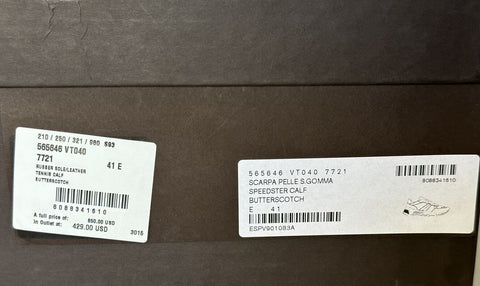 210 / 250 / 321 / 960 593
565646 VT040
7721
41 E
RUBBER SOLE/LEATHER
TENNIS CALF
BUTTERSCOTCH
8088341610
A full price of: 850.00 USD
In Outlet at: 429.00 USD
3015
565646 VT040 7721
SCARPA PELLE S.GOMMA
SPEEDSTER CALF
BUTTERSCOTCH
E 41
ESPV901083A
8088341610